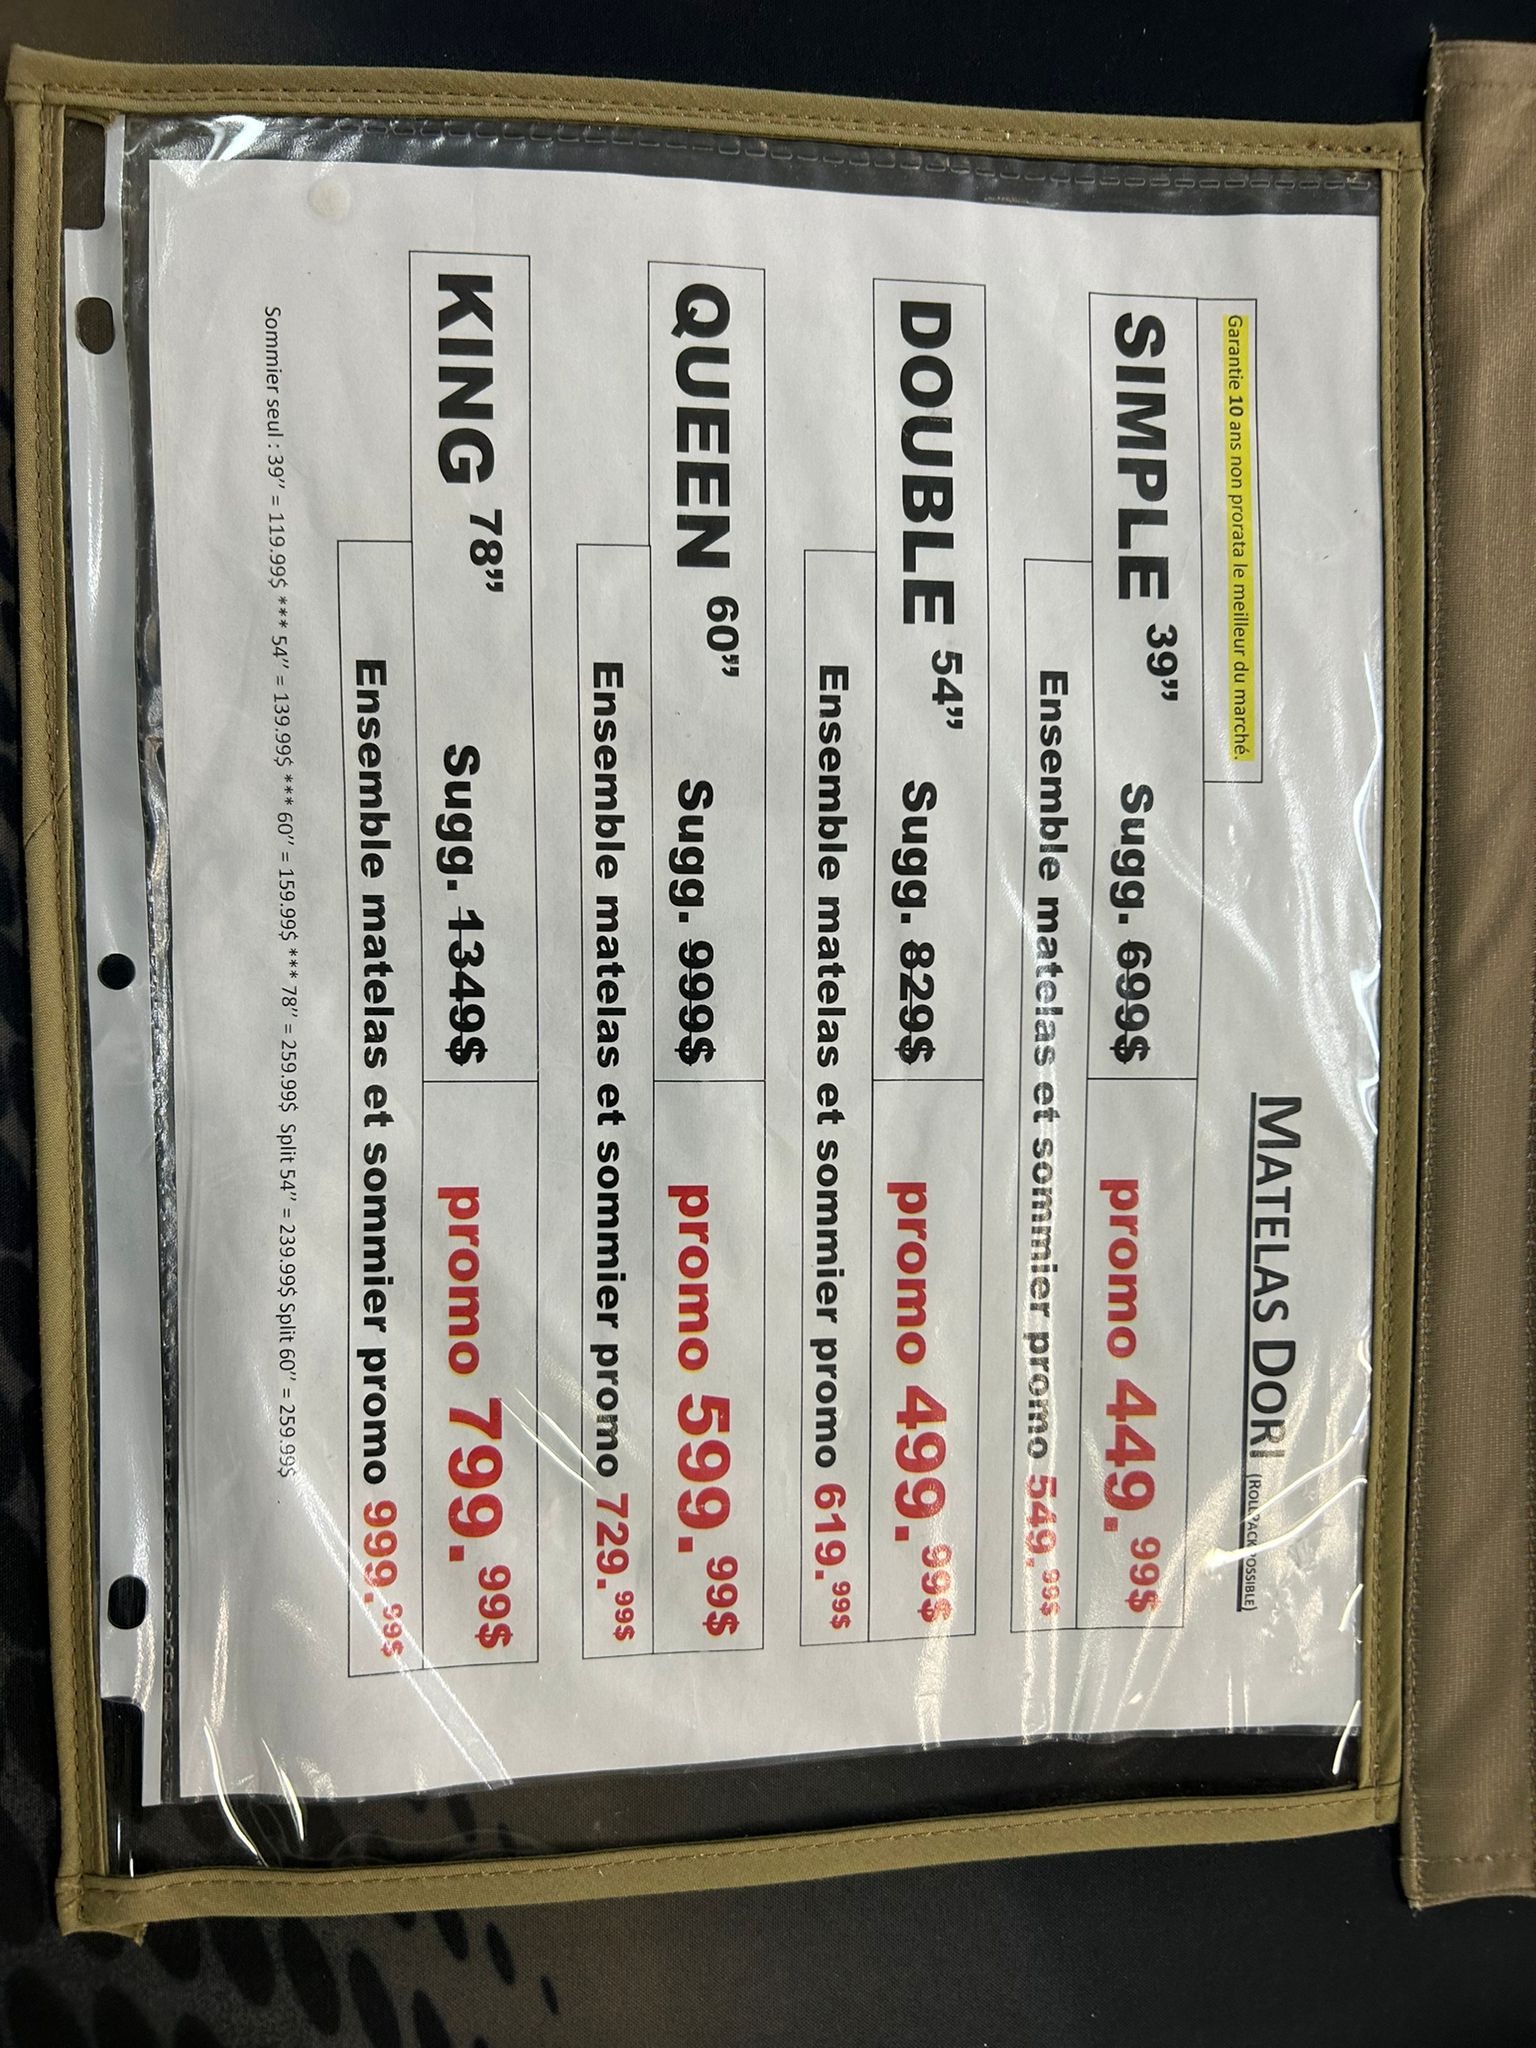 MATELAS DORI (ROLLPACK POSSIBLE)
Garantie 10 ans non prorata le meilleur du marché.
SIMPLE 39” Sugg. 699$ promo 449.99$
Ensemble matelas et sommier promo 549.99$
DOUBLE 54” Sugg. 829$ promo 499.99$
Ensemble matelas et sommier promo 619.99$
QUEEN 60” Sugg. 999$ promo 599.99$
Ensemble matelas et sommier promo 729.99$
KING 78” Sugg. 1349$ promo 799.99$
Ensemble matelas et sommier promo 999.99$
Sommier seul : 39’’ = 119.99$ *** 54’’ = 139.99$ *** 60’’ = 159.99$ *** 78’’ = 259.99$ Split 54’’ = 239.99$ Split 60’’ = 259.99$ .